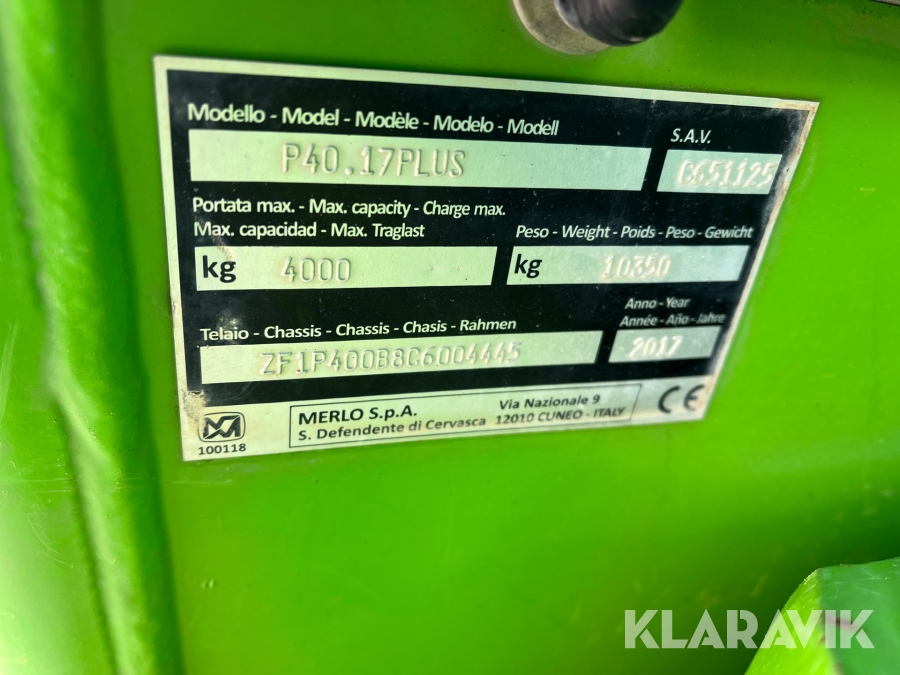 Modello - Model - Modèle - Modelo - Modell
S.A.V.
P40.17PLUS
C651125
Portata max. - Max. capacity - Charge max.
Max. capacidad - Max. Traglast
Peso - Weight - Poids - Peso - Gewicht
kg 4000
kg 10350
Anno - Year
Telaio - Chassis - Chassis - Chasis - Rahmen
Année - Año - Jahre
ZF1P400B8C6004445
2017
MERLO S.p.A.
Via Nazionale 9
S. Defendente di Cervasca 12010 CUNEO - ITALY
CE
100118
KLARAVIK